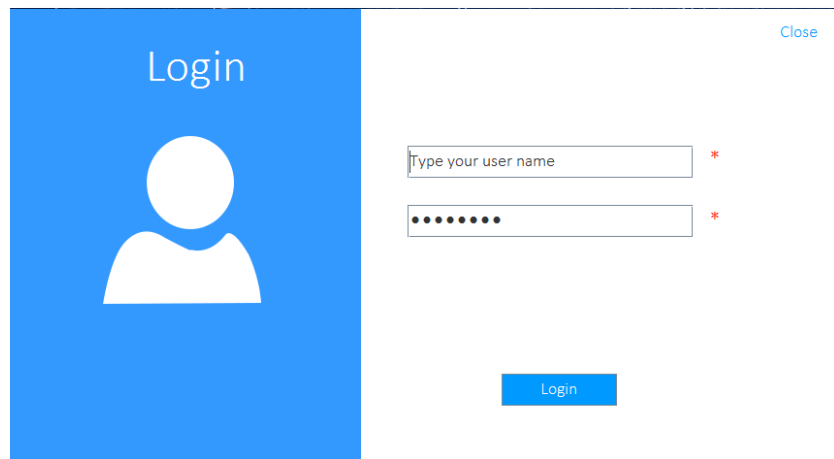 Close
Login
Type your user name *
•••••••• *
Login